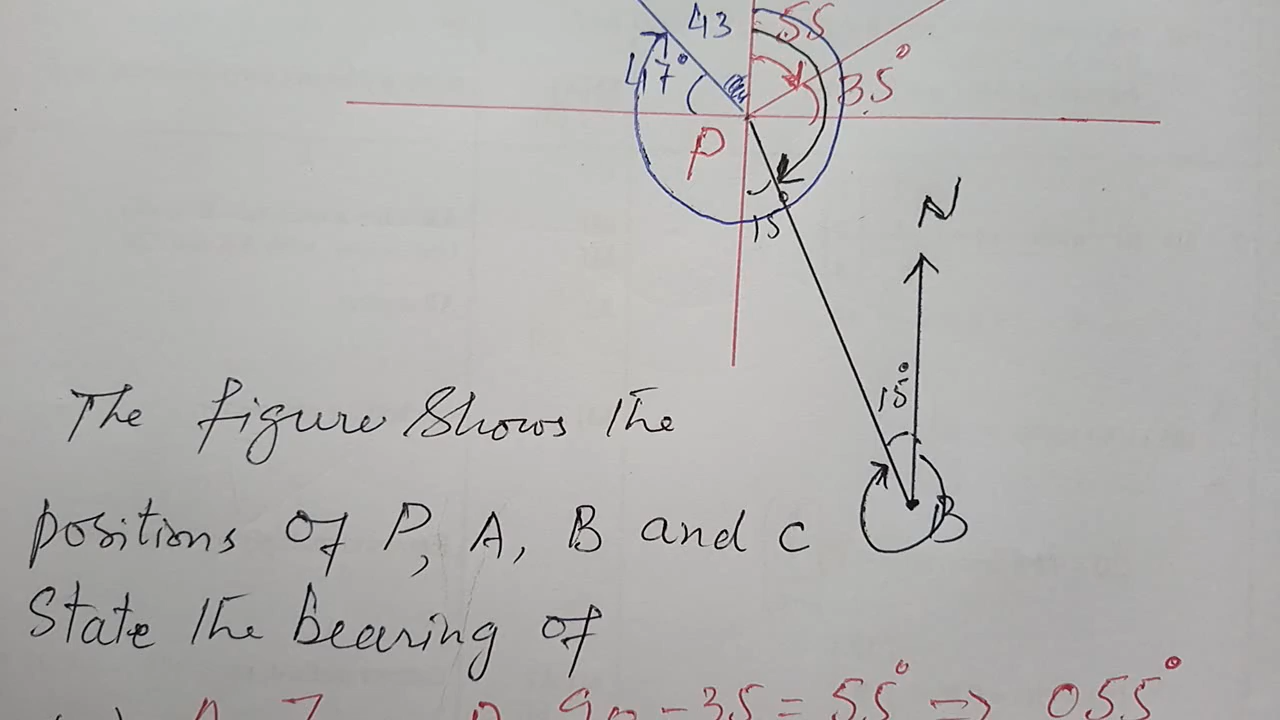 43 55
47° 35°
P
15°
N
15°
B
The figure shows the
positions of P, A, B and C
State the bearing of
90 - 35 = 55° => 055°